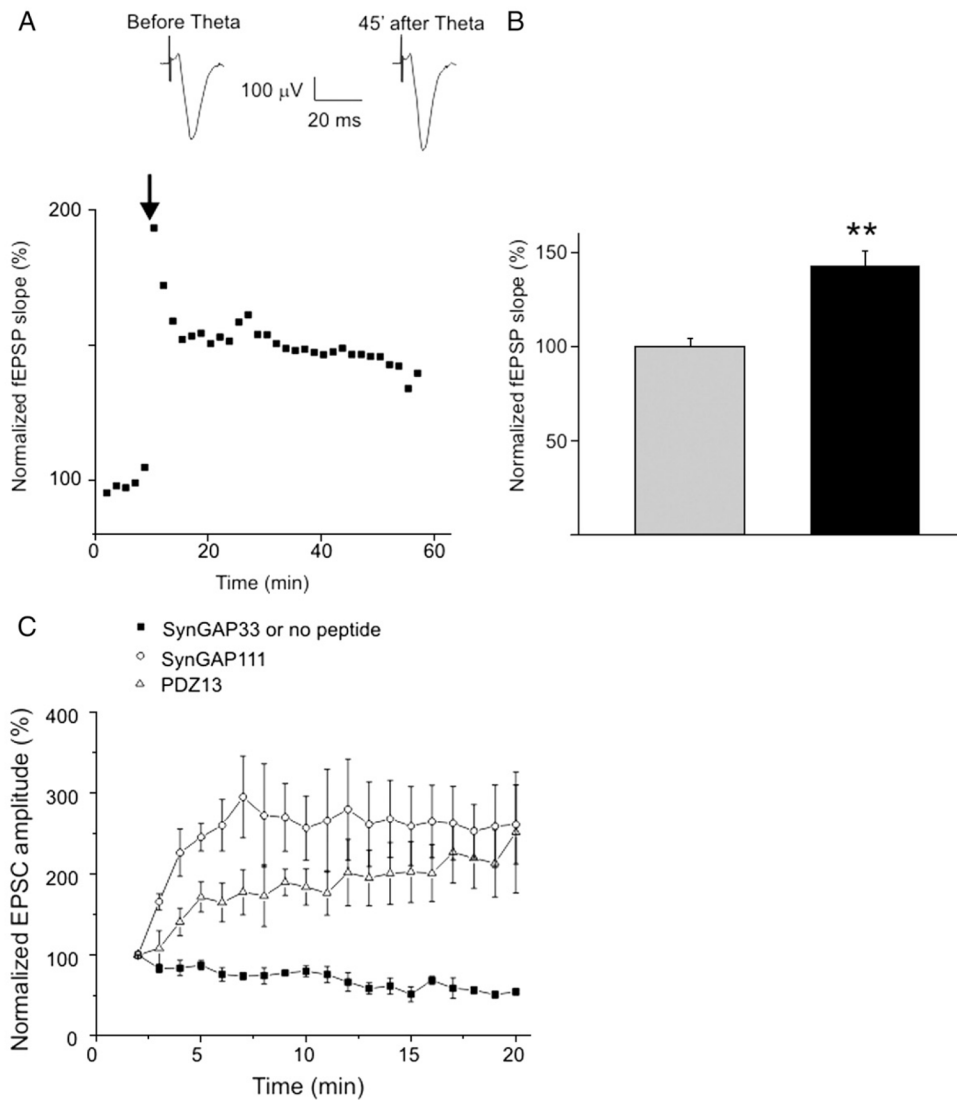 A
Before Theta
45' after Theta
100 μV
20 ms
200
100
Normalized fEPSP slope (%)
0
20
40
60
Time (min)
B
**
150
100
50
Normalized fEPSP slope (%)
C
SynGAP33 or no peptide
SynGAP111
PDZ13
400
300
200
100
0
Normalized EPSC amplitude (%)
0
5
10
15
20
Time (min)